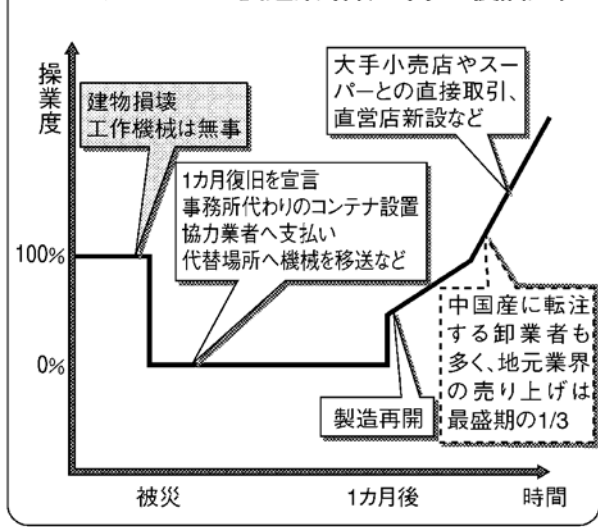 操業度
建物損壊
工作機械は無事
大手小売店やスー
パーとの直接取引、
直営店新設など
1カ月復旧を宣言
事務所代わりのコンテナ設置
協力業者へ支払い
代替場所へ機械を移送など
100%
0%
中国産に転注
する卸業者も
多く、地元業界
の売り上げは
最盛期の1/3
製造再開
被災
1カ月後
時間